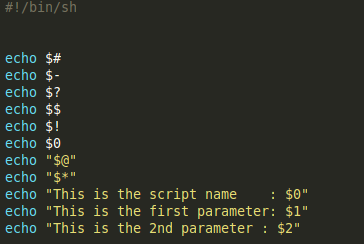 #!/bin/sh
echo $#
echo $-
echo $?
echo $$
echo $!
echo $0
echo "$@"
echo "$*"
echo "This is the script name    : $0"
echo "This is the first parameter: $1"
echo "This is the 2nd parameter : $2"